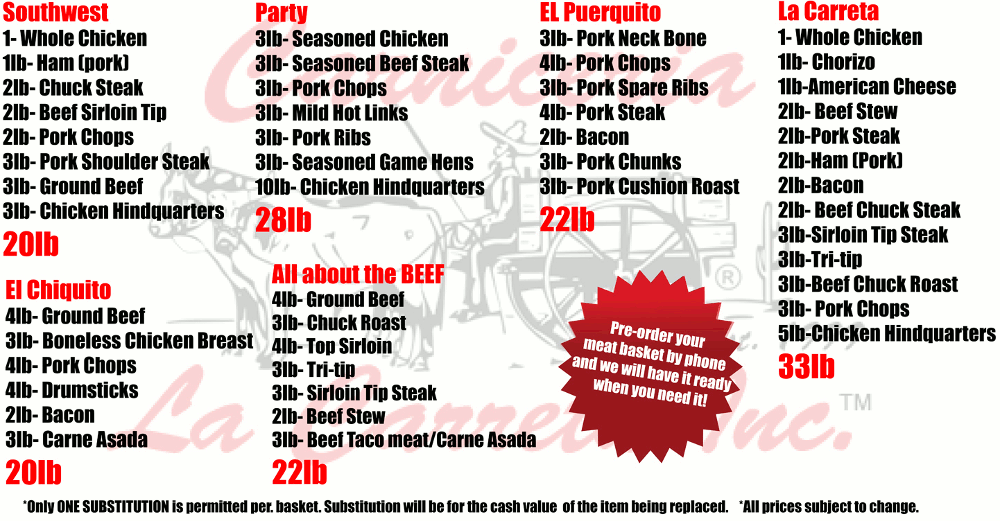 Southwest
1- Whole Chicken
1lb- Ham (pork)
2lb- Chuck Steak
2lb- Beef Sirloin Tip
2lb- Pork Chops
3lb- Pork Shoulder Steak
3lb- Ground Beef
3lb- Chicken Hindquarters
20lb
El Chiquito
4lb- Ground Beef
3lb- Boneless Chicken Breast
4lb- Pork Chops
4lb- Drumsticks
2lb- Bacon
3lb- Carne Asada
20lb
Party
3lb- Seasoned Chicken
3lb- Seasoned Beef Steak
3lb- Pork Chops
3lb- Mild Hot Links
3lb- Pork Ribs
3lb- Seasoned Game Hens
10lb- Chicken Hindquarters
28lb
All about the BEEF
4lb- Ground Beef
3lb- Chuck Roast
4lb- Top Sirloin
3lb- Tri-tip
3lb- Sirloin Tip Steak
2lb- Beef Stew
3lb- Beef Taco meat/Carne Asada
22lb
EL Puerquito
3lb- Pork Neck Bone
4lb- Pork Chops
3lb- Pork Spare Ribs
4lb- Pork Steak
2lb- Bacon
3lb- Pork Chunks
3lb- Pork Cushion Roast
22lb
Pre-order your
meat basket by phone
and we will have it ready
when you need it!
La Carreta
1- Whole Chicken
1lb- Chorizo
1lb-American Cheese
2lb- Beef Stew
2lb-Pork Steak
2lb-Ham (Pork)
2lb-Bacon
2lb- Beef Chuck Steak
3lb-Sirloin Tip Steak
3lb-Tri-tip
3lb-Beef Chuck Roast
3lb- Pork Chops
5lb-Chicken Hindquarters
33lb
Carniceria
7
®
La Carreta Inc.™
*Only ONE SUBSTITUTION is permitted per. basket. Substitution will be for the cash value of the item being replaced. *All prices subject to change.